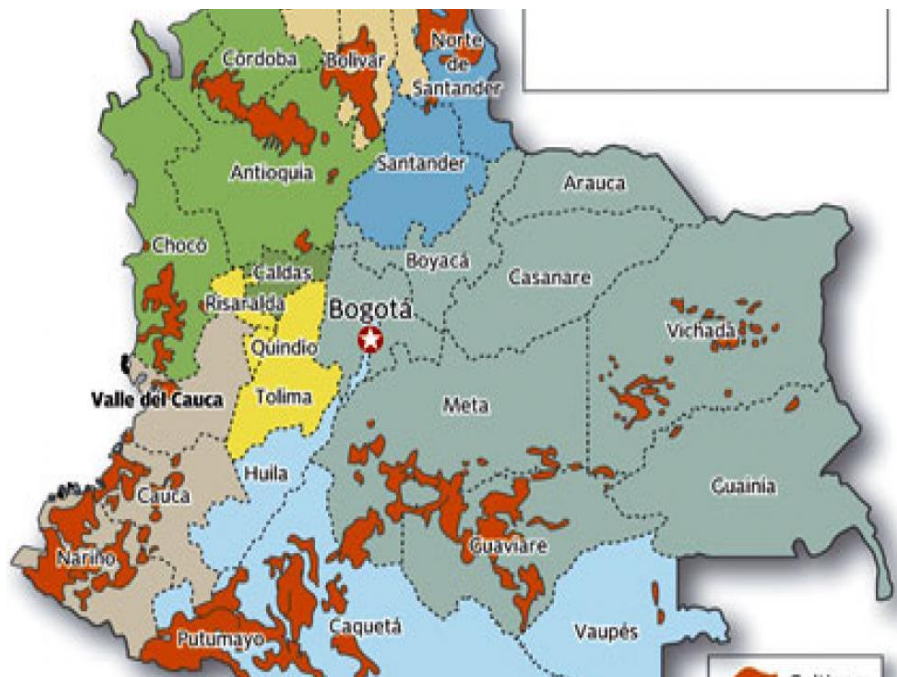 Córdoba
Bolívar
Norte
de
Santander
Antioquia
Santander
Arauca
Chocó
Boyacá
Caldas
Casanare
Risaralda
Bogotá
Vichada
Quindio
Valle del Cauca
Tolima
Meta
Huila
Cauca
Guainía
Guaviare
Nariño
Putumayo
Caquetá
Vaupés